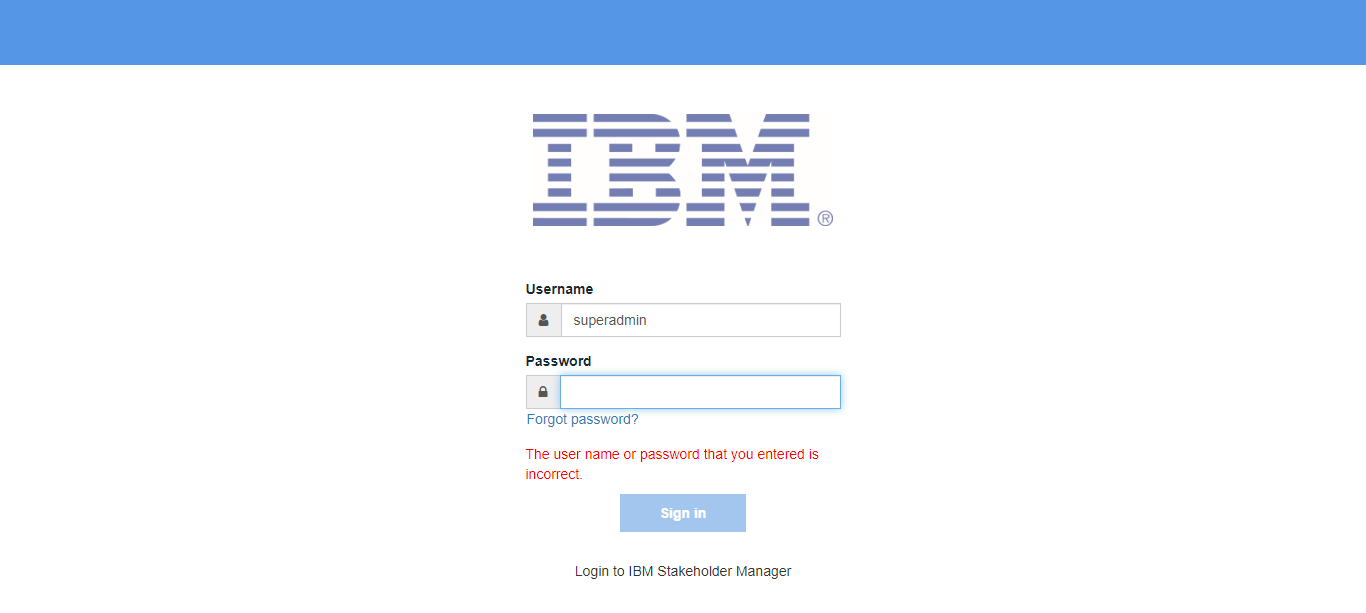 IBM®
Username
superadmin
Password
Forgot password?
The user name or password that you entered is
incorrect.
Sign in
Login to IBM Stakeholder Manager